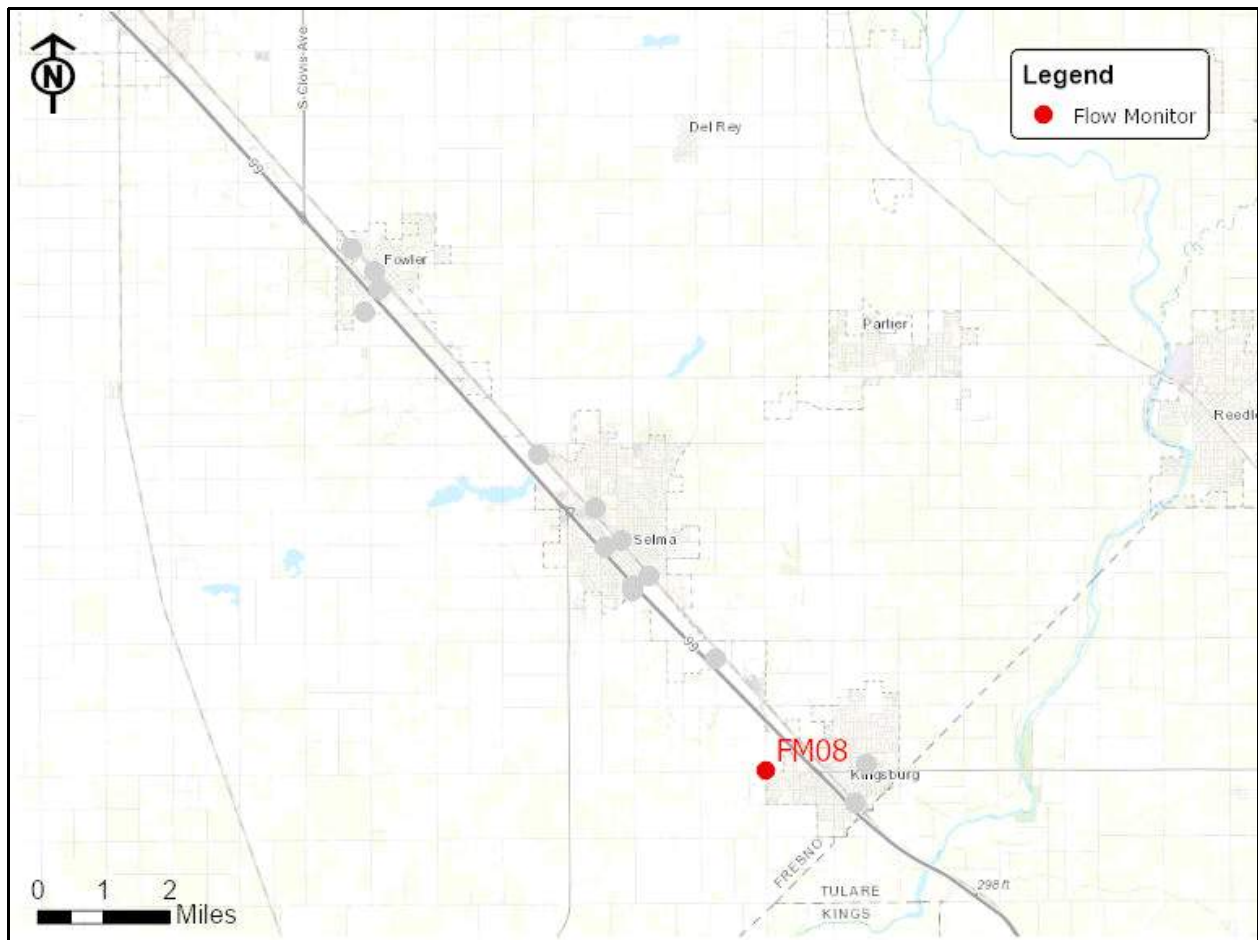 N
S Clovis Ave
Legend
Flow Monitor
Del Rey
99
Fowler
Parlier
Selma
99
FM08
Kingsburg
FRESNO
298 ft
TULARE
KINGS
0 1 2
Miles